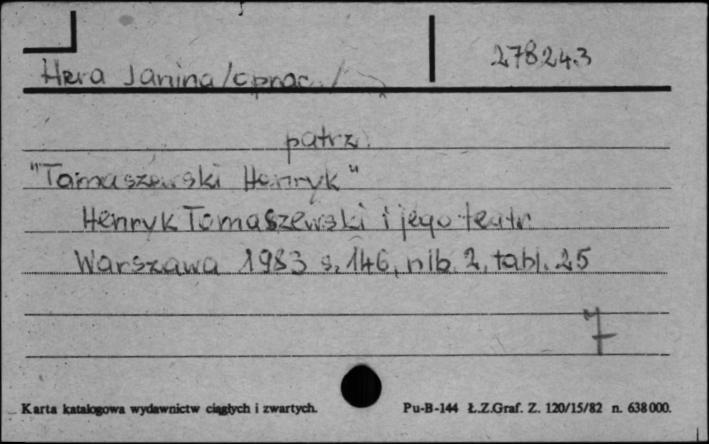 278243
Hera Janina /oprac./
patrz
"Tomaszewski Henryk"
Henryk Tomaszewski i jego teatr
Warszawa 1983 s. 146, nlb. 2, tabl. 25
7
Karta katalogowa wydawnictw ciągłych i zwartych. Pu-B-144 Ł.Z.Graf. Z. 120/15/82 n. 638000.